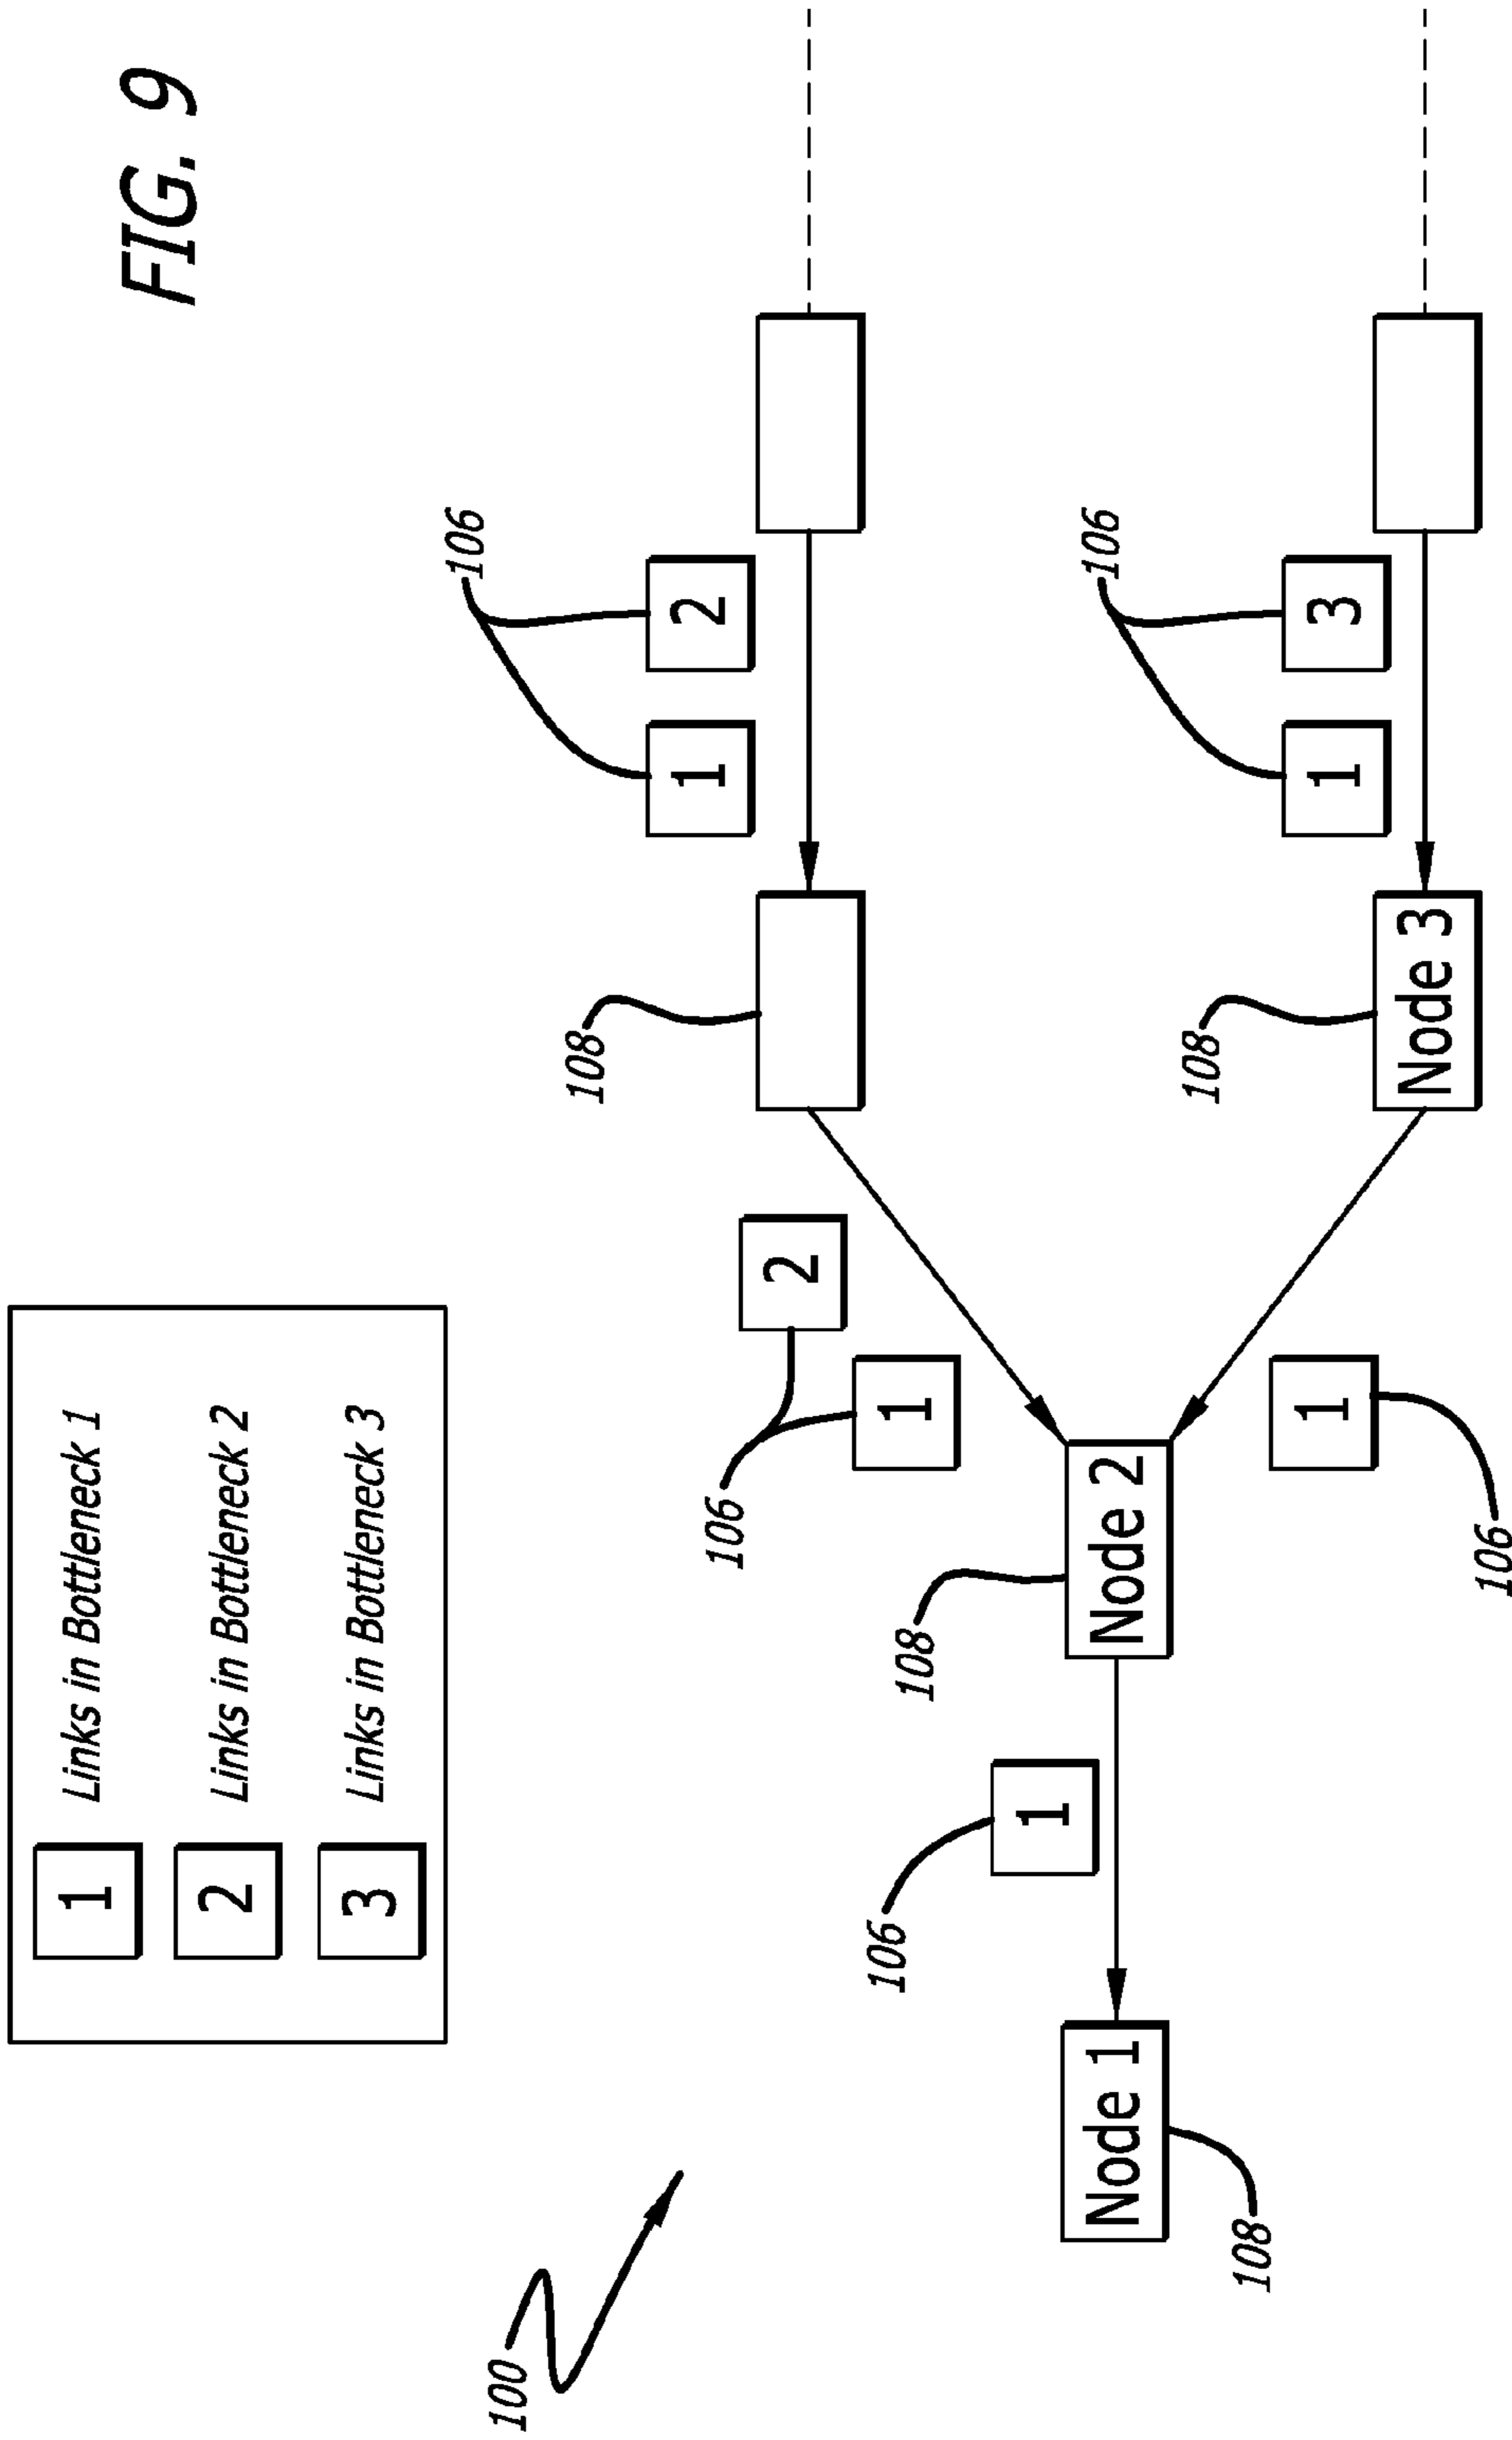 FIG. 9
1 Links in Bottleneck 1
2 Links in Bottleneck 2
3 Links in Bottleneck 3
100
106
1
2
108
106
2
1
106
1
108
Node 1
108
Node 2
106
1
3
108
Node 3
1
106